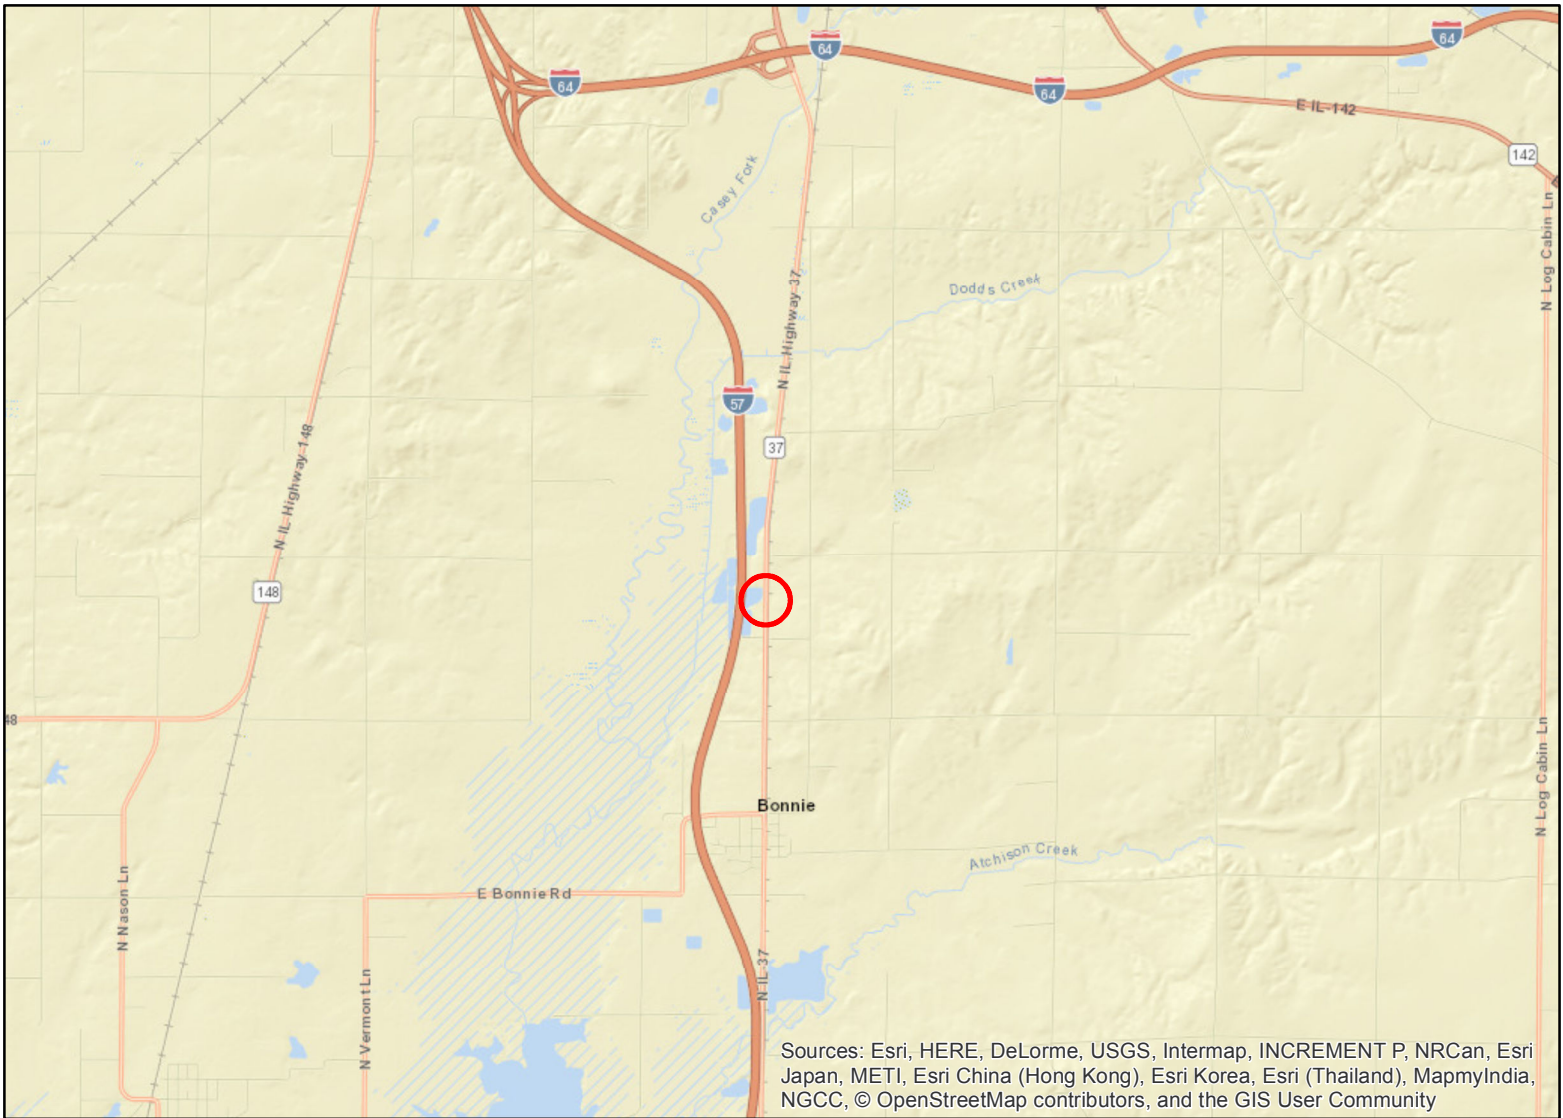 64
64
64
64
E IL-142
142
Casey Fork
N Log Cabin Ln
N IL Highway 37
Dodds Creek
57
37
N IL Highway 148
148
48
Bonnie
N Log Cabin Ln
Atchison Creek
E Bonnie Rd
N Nason Ln
N Vermont Ln
N IL-37
Sources: Esri, HERE, DeLorme, USGS, Intermap, INCREMENT P, NRCan, Esri
Japan, METI, Esri China (Hong Kong), Esri Korea, Esri (Thailand), MapmyIndia,
NGCC, © OpenStreetMap contributors, and the GIS User Community